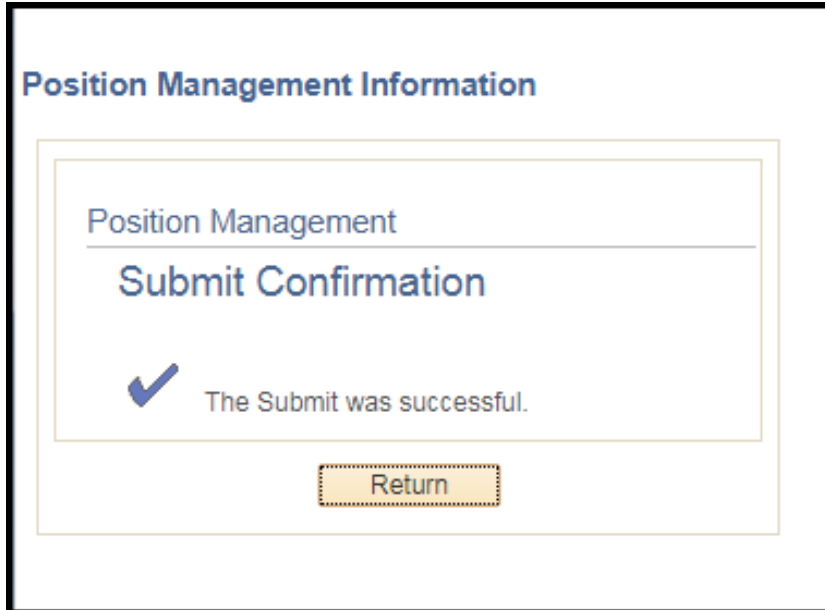 Position Management Information
Position Management
Submit Confirmation
The Submit was successful.
Return